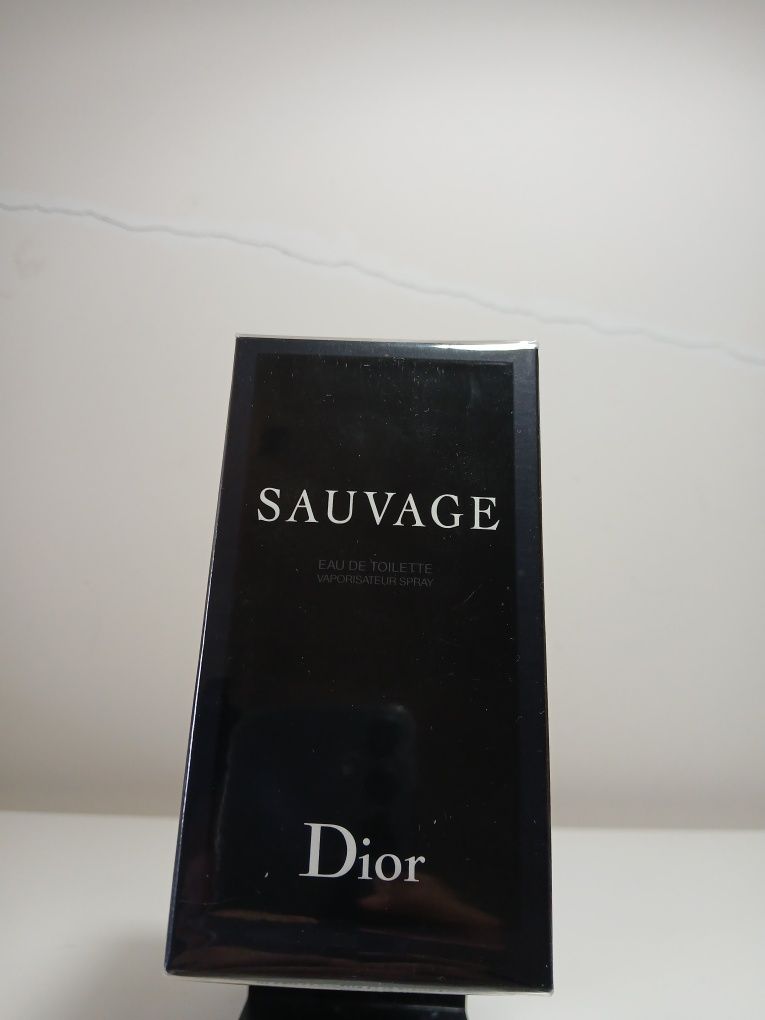 SAUVAGE
EAU DE TOILETTE
VAPORISATEUR SPRAY
Dior